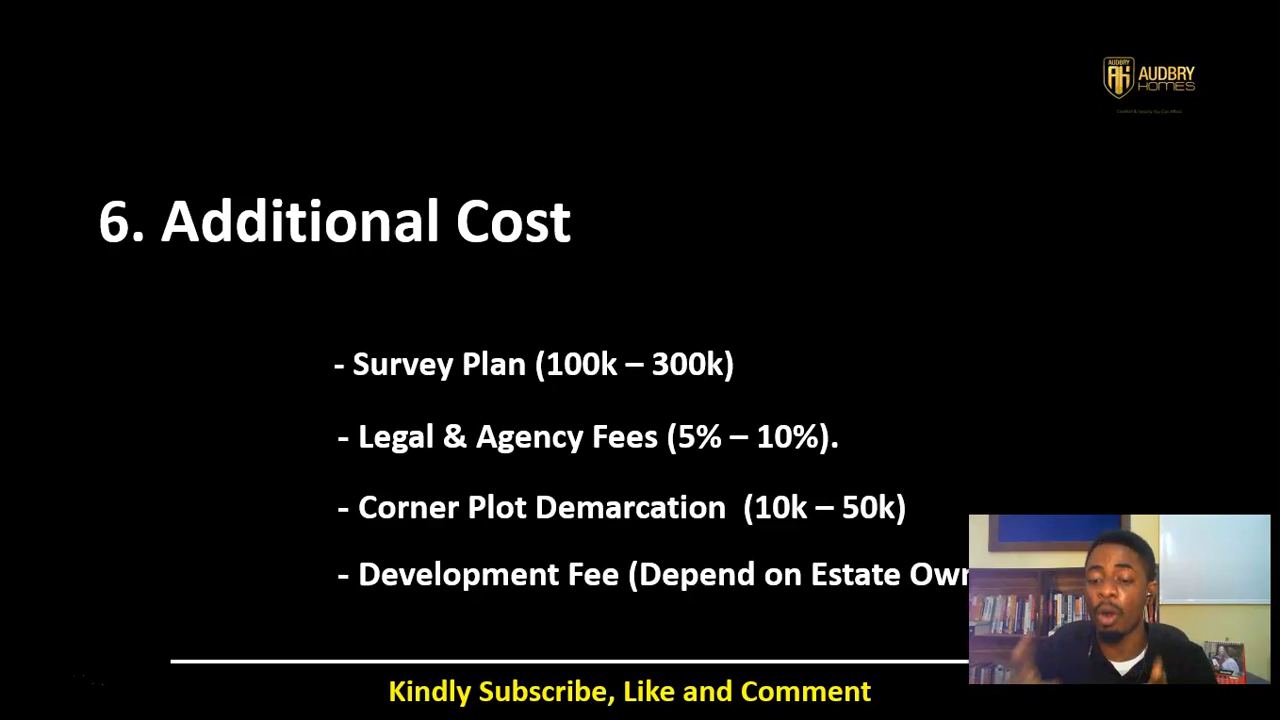 AUDBRY
AUDBRY
HOMES
6. Additional Cost
- Survey Plan (100k – 300k)
- Legal & Agency Fees (5% – 10%).
- Corner Plot Demarcation (10k – 50k)
- Development Fee (Depend on Estate
Kindly Subscribe, Like and Comment